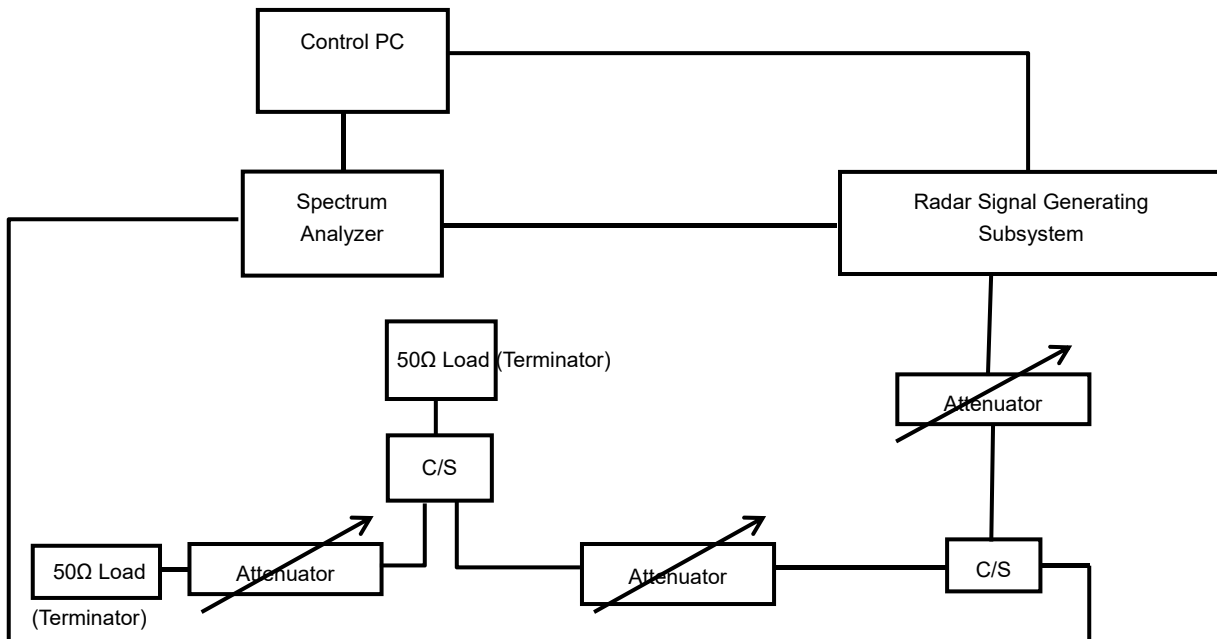 Control PC
Spectrum
Analyzer
Radar Signal Generating
Subsystem
50Ω Load (Terminator)
Attenuator
C/S
50Ω Load
(Terminator)
Attenuator
Attenuator
C/S